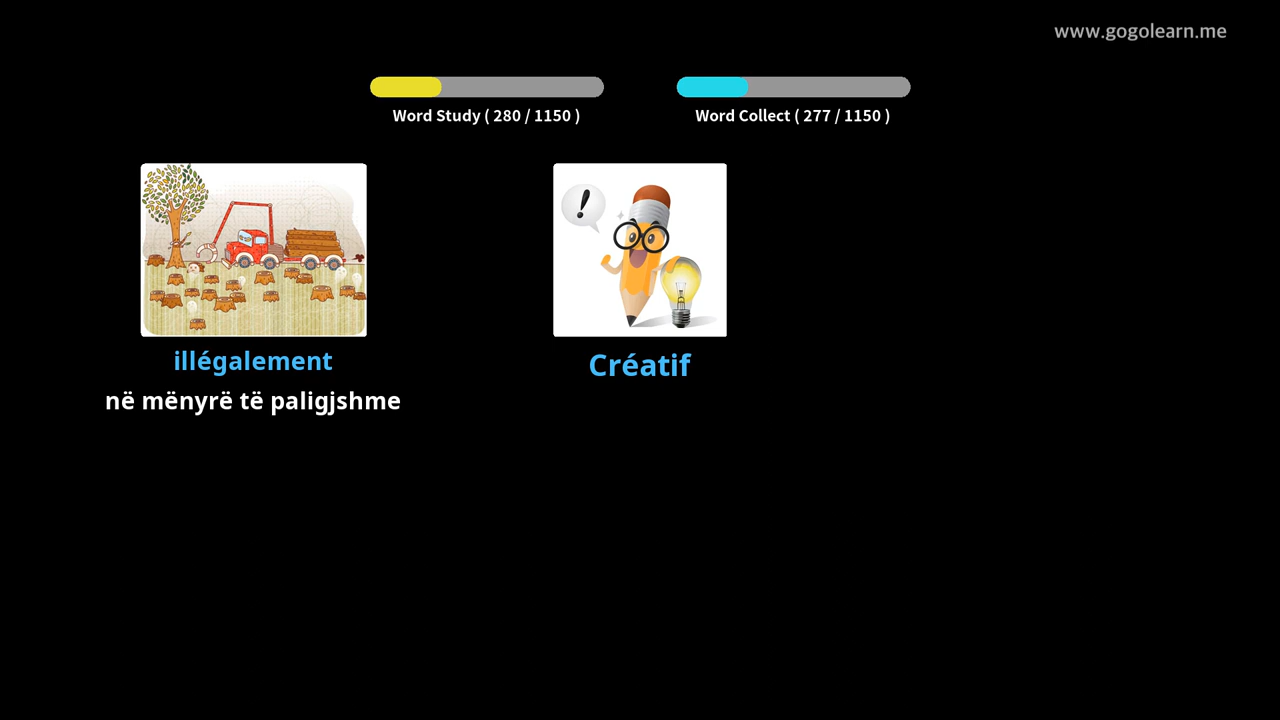 www.gogolearn.me
Word Study ( 280 / 1150 )
Word Collect ( 277 / 1150 )
!
illégalement
Créatif
në mënyrë të paligjshme